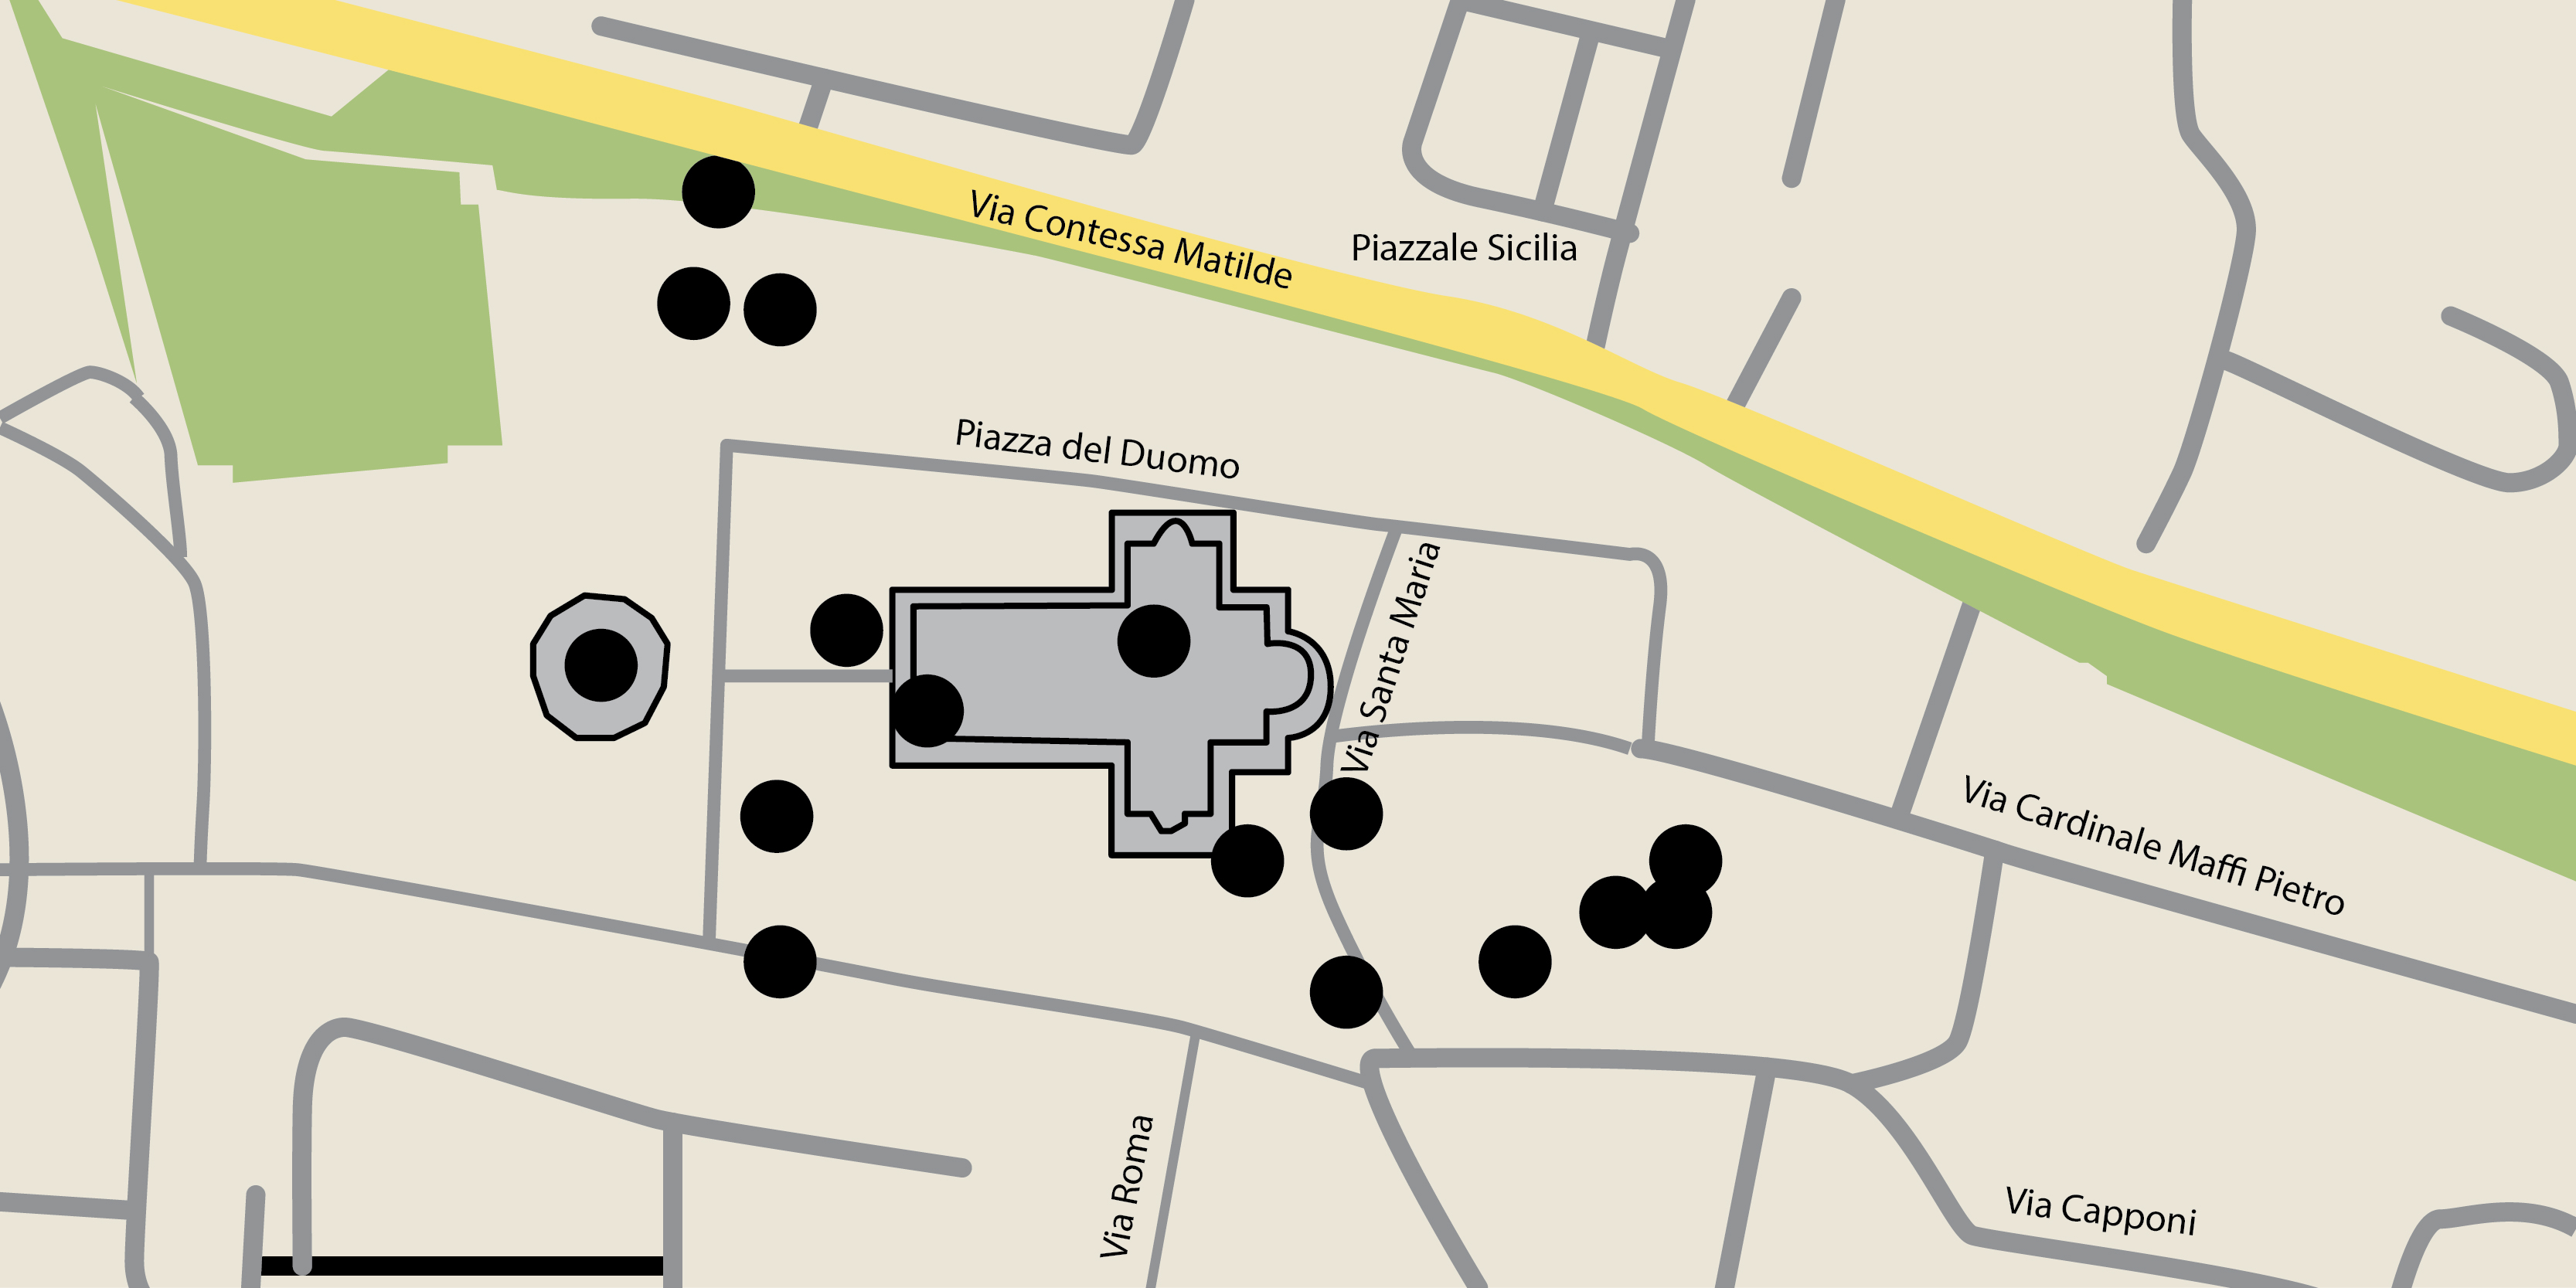 Via Contessa Matilde
Piazzale Sicilia
Piazza del Duomo
Via Santa Maria
Via Cardinale Maffi Pietro
Via Roma
Via Capponi